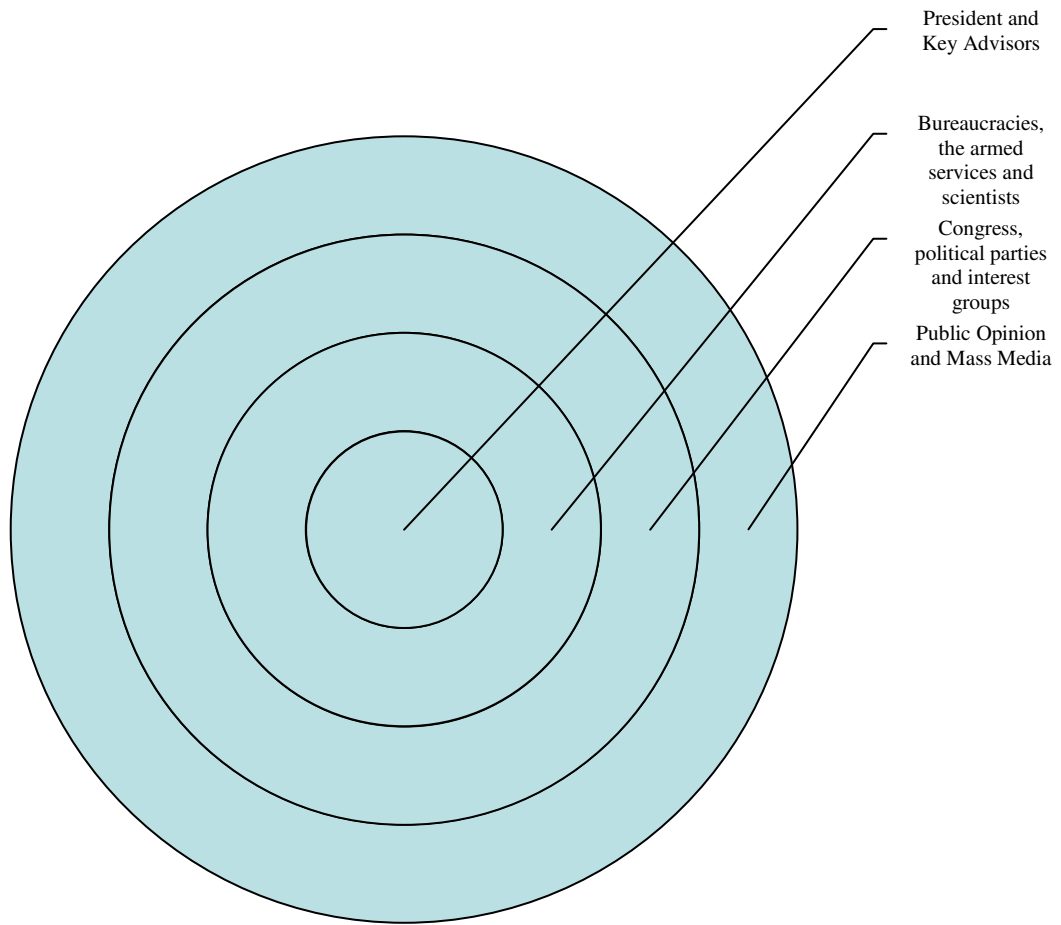 President and
Key Advisors
Bureaucracies,
the armed
services and
scientists
Congress,
political parties
and interest
groups
Public Opinion
and Mass Media